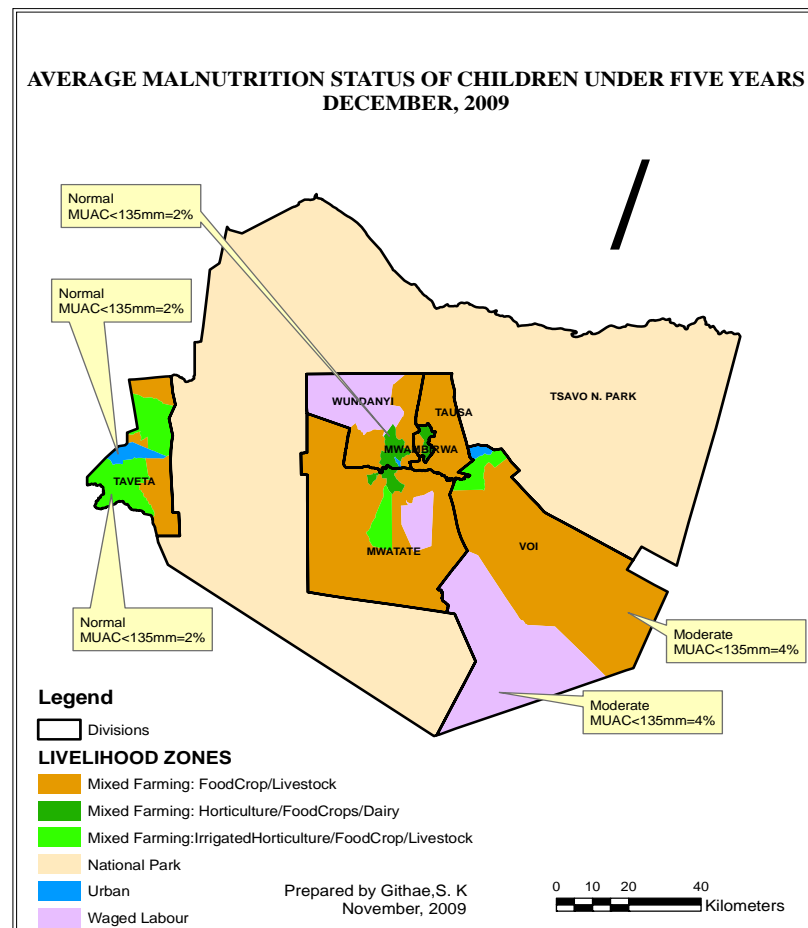 AVERAGE MALNUTRITION STATUS OF CHILDREN UNDER FIVE YEARS
DECEMBER, 2009
Normal
MUAC<135mm=2%
Normal
MUAC<135mm=2%
WUNDANYI
TAUSA
TSAVO N. PARK
MWAMBIRWA
TAVETA
VOI
MWATATE
Normal
MUAC<135mm=2%
Moderate
MUAC<135mm=4%
Moderate
MUAC<135mm=4%
Legend
Divisions
LIVELIHOOD ZONES
Mixed Farming: FoodCrop/Livestock
Mixed Farming: Horticulture/FoodCrops/Dairy
Mixed Farming:IrrigatedHorticulture/FoodCrop/Livestock
National Park
Urban
Waged Labour
Prepared by Githae,S. K
November, 2009
0 5 10 20 30 40
Kilometers